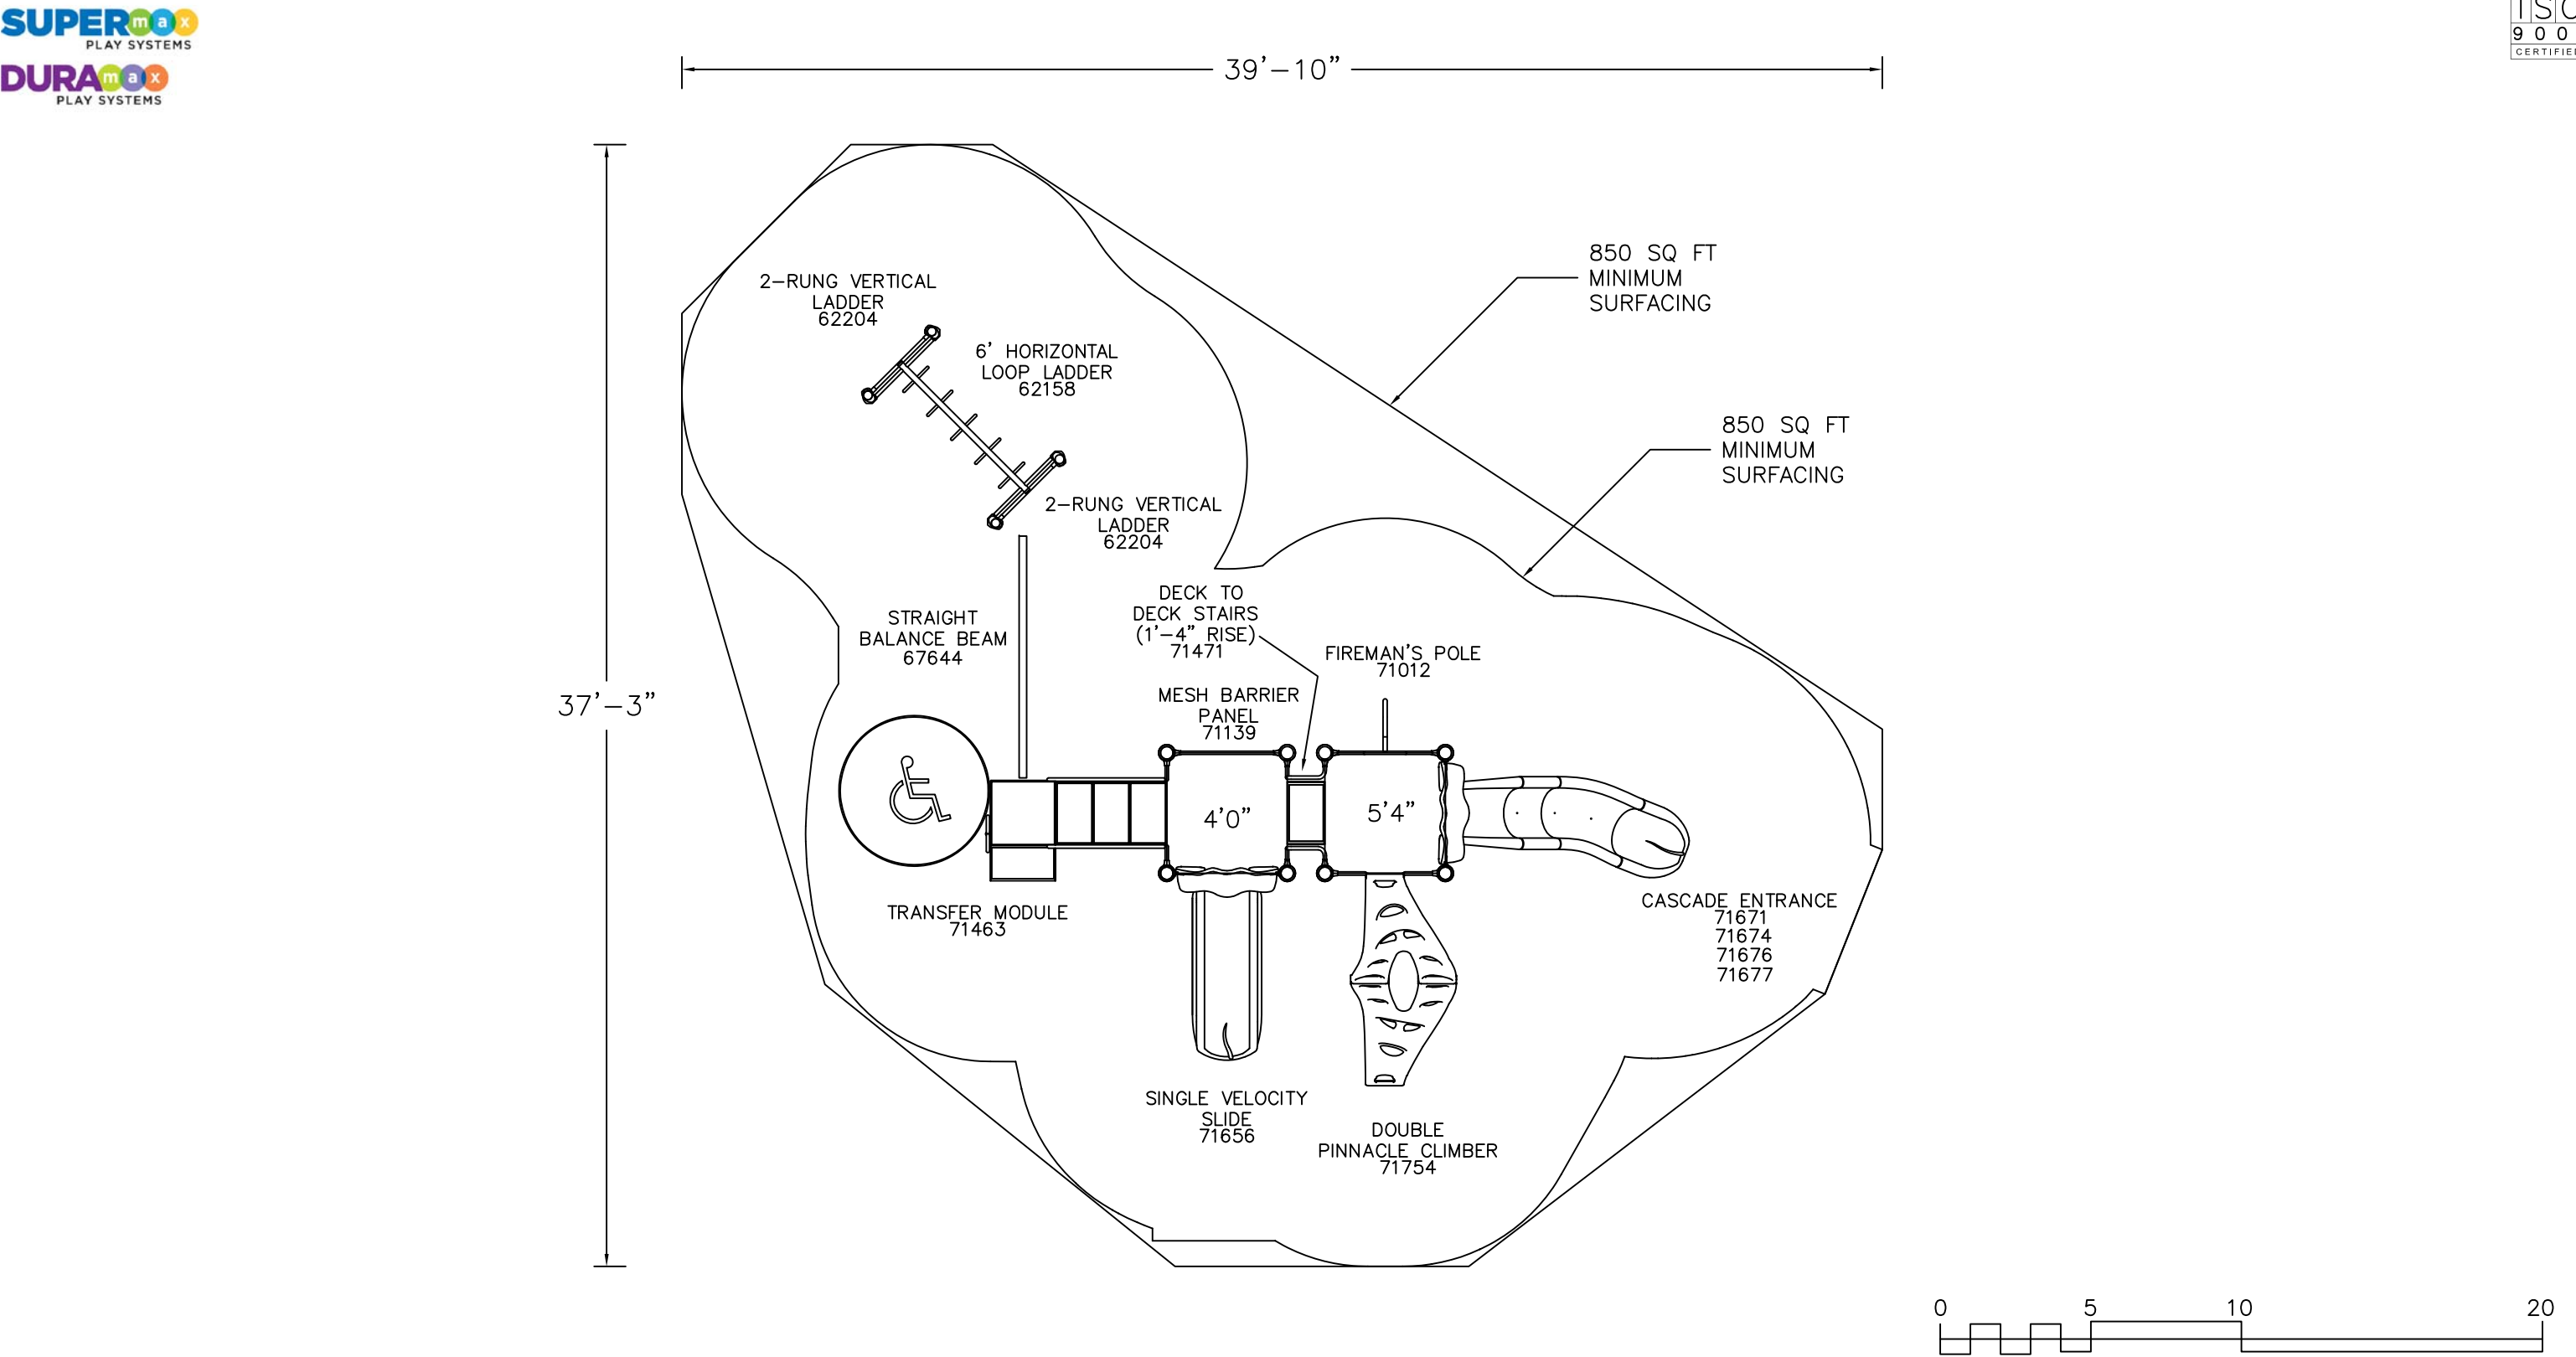 SUPERmax
PLAY SYSTEMS
DURAmax
PLAY SYSTEMS
CERTIFIED
39'-10"
37'-3"
850 SQ FT
MINIMUM
SURFACING
850 SQ FT
MINIMUM
SURFACING
2-RUNG VERTICAL
LADDER
62204
6' HORIZONTAL
LOOP LADDER
62158
2-RUNG VERTICAL
LADDER
62204
STRAIGHT
BALANCE BEAM
67644
DECK TO
DECK STAIRS
(1'-4" RISE)
71471
FIREMAN'S POLE
71012
MESH BARRIER
PANEL
71139
4'0"
5'4"
TRANSFER MODULE
71463
CASCADE ENTRANCE
71671
71674
71676
71677
SINGLE VELOCITY
SLIDE
71656
DOUBLE
PINNACLE CLIMBER
71754
0 5 10 20